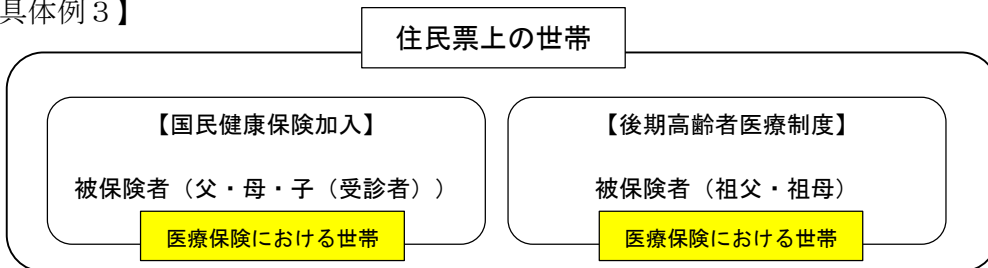 具体例３】
住民票上の世帯
【国民健康保険加入】
被保険者（父・母・子（受診者））
医療保険における世帯
【後期高齢者医療制度】
被保険者（祖父・祖母）
医療保険における世帯